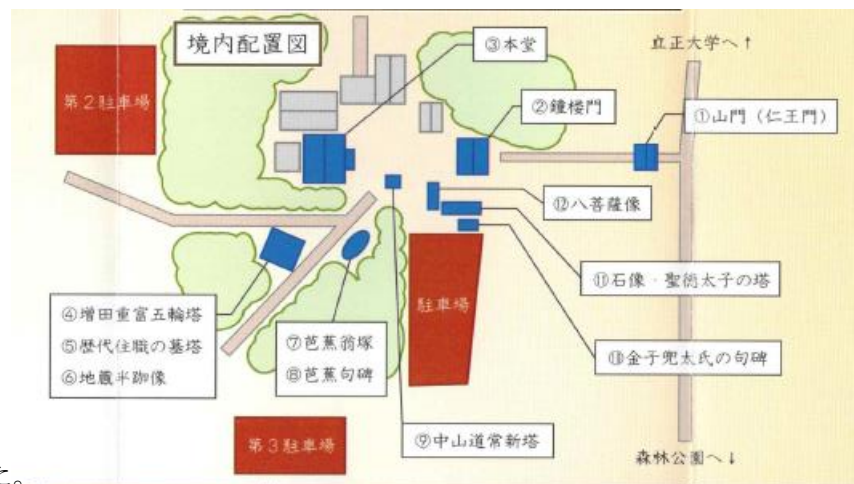 境内配置図
③本堂
立正大学へ↑
第2駐車場
②鐘楼門
①山門（仁王門）
⑫八菩薩像
⑪石像・聖徳太子の塔
駐車場
④増田重富五輪塔
⑤歴代住職の墓塔
⑥地蔵半跏像
⑦芭蕉翁塚
⑧芭蕉句碑
⑩金子兜太氏の句碑
⑨中山道常新塔
第3駐車場
森林公園へ↓
た。